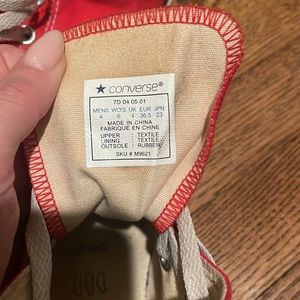 ★ converse®
7D 04 05 01
MENS WO'S UK EUR JPN
4 6 4 36.5 23
MADE IN CHINA
FABRIQUE EN CHINE
UPPER : TEXTILE
LINING : TEXTILE
OUTSOLE : RUBBER
SKU # M9621